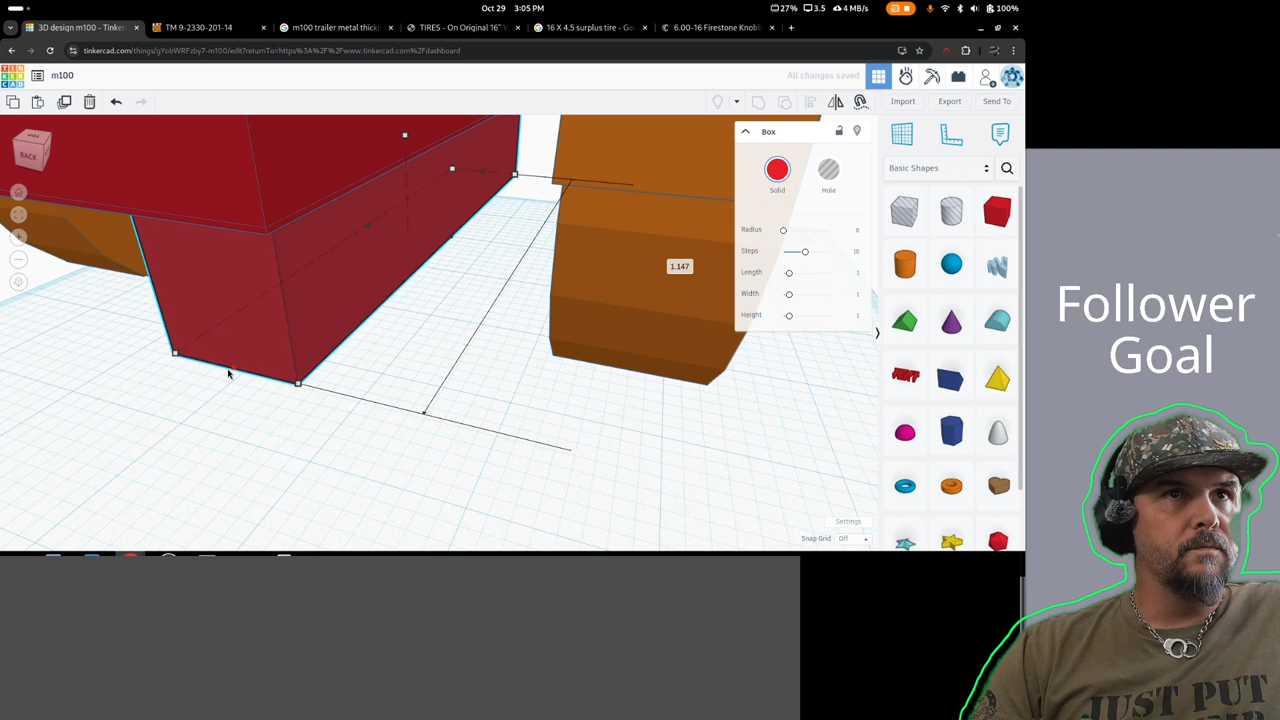 Oct 29 3:05 PM
27% 3.5 4 MB/s 100%
3D design m100 - Tinker
TM 9-2330-201-14
m100 trailer metal thick
TIRES - On Original 16"
16 X 4.5 surplus tire - Go
6.00-16 Firestone Knobb
tinkercad.com/things/gYobWRFzby7-m100/edit?returnTo=https%3A%2F%2Fwww.tinkercad.com%2Fdashboard
TIN
KER
CAD
m100
All changes saved
Import
Export
Send To
BACK
Box
Solid
Hole
Radius 0
Steps 10
Length 1
Width 1
Height 1
1.147
Basic Shapes
Settings
Snap Grid Off
Follower
Goal
JUST PUT